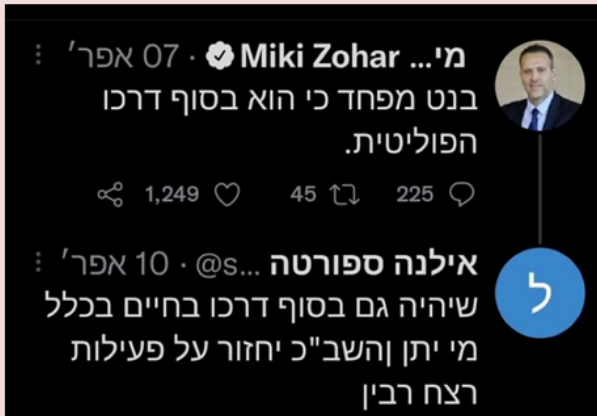 מי... Miki Zohar · 07 אפר׳
בנט מפחד כי הוא בסוף דרכו
הפוליטית.
225 45 1,249
אילנה ספורטה ...s@ · 10 אפר׳
שיהיה גם בסוף דרכו בחיים בכלל
מי יתן ןהשב"כ יחזור על פעילות
רצח רבין
ל